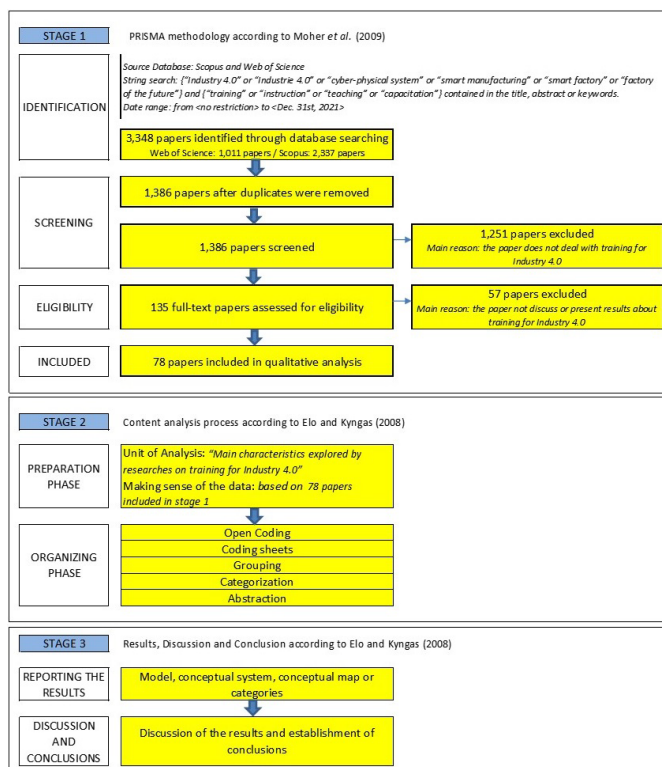 STAGE 1
PRISMA methodology according to Moher et al. (2009)
IDENTIFICATION
Source Database: Scopus and Web of Science
String search: {"Industry 4.0" or "Industrie 4.0" or "cyber-physical system" or "smart manufacturing" or "smart factory" or "factory
of the future"} and {"training" or "instruction" or "teaching" or "capacitation"} contained in the title, abstract or keywords.
Date range: from <no restriction> to <Dec. 31st, 2021>
3,348 papers identified through database searching
Web of Science: 1,011 papers / Scopus: 2,337 papers
SCREENING
1,386 papers after duplicates were removed
1,386 papers screened
1,251 papers excluded
Main reason: the paper does not deal with training for
Industry 4.0
ELIGIBILITY
135 full-text papers assessed for eligibility
57 papers excluded
Main reason: the paper not discuss or present results about
training for Industry 4.0
INCLUDED
78 papers included in qualitative analysis
STAGE 2
Content analysis process according to Elo and Kyngas (2008)
PREPARATION
PHASE
Unit of Analysis: "Main characteristics explored by
researches on training for Industry 4.0"
Making sense of the data: based on 78 papers
included in stage 1
ORGANIZING
PHASE
Open Coding
Coding sheets
Grouping
Categorization
Abstraction
STAGE 3
Results, Discussion and Conclusion according to Elo and Kyngas (2008)
REPORTING THE
RESULTS
Model, conceptual system, conceptual map or
categories
DISCUSSION
AND
CONCLUSIONS
Discussion of the results and establishment of
conclusions